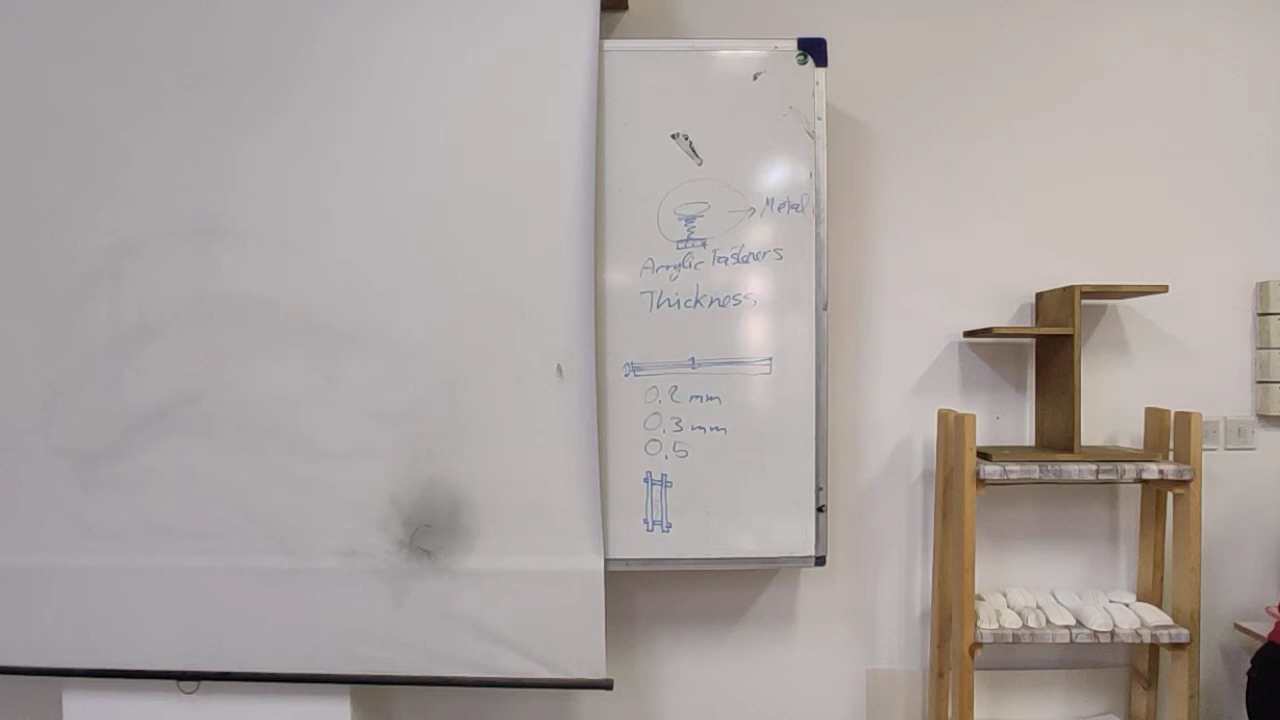 Metal
Acrylic Fasteners
Thickness
0.2 mm
0.3 mm
0.5